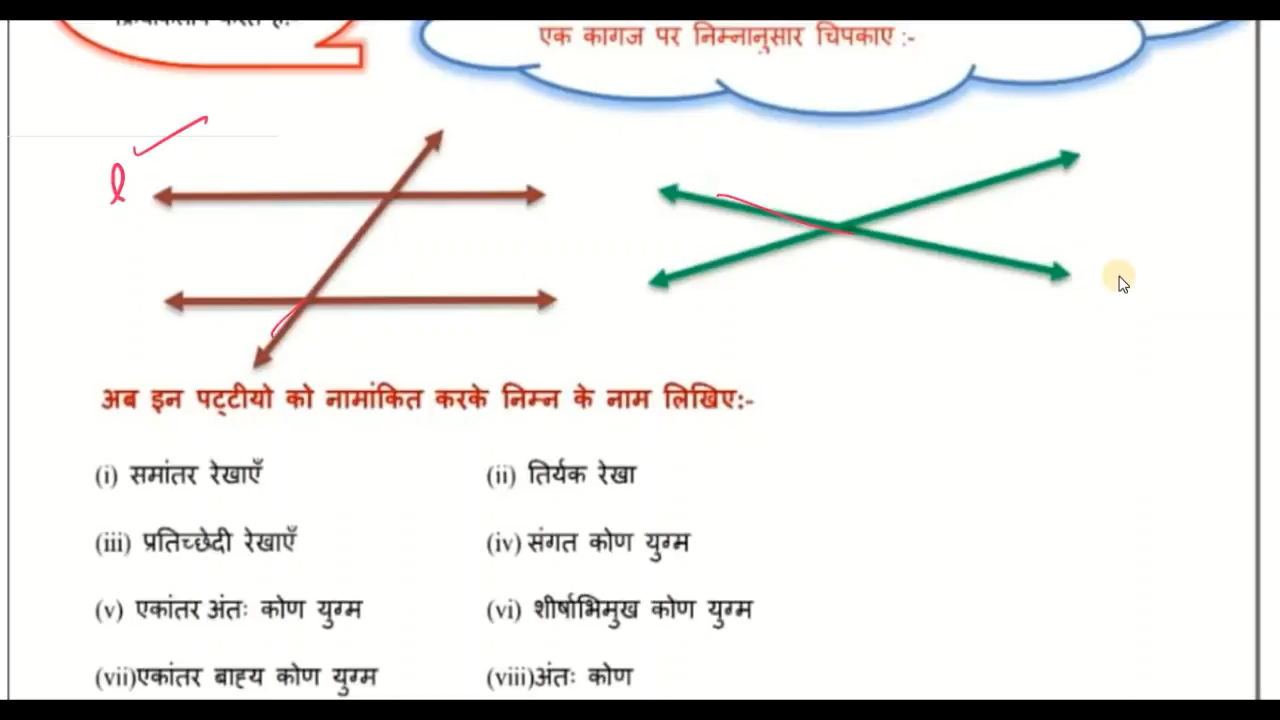 करते
एक कागज पर निम्नानुसार चिपकाए :-
l
अब इन पट्टीयो को नामांकित करके निम्न के नाम लिखिए:-
(i) समांतर रेखाएँ (ii) तिर्यक रेखा
(iii) प्रतिच्छेदी रेखाएँ (iv) संगत कोण युग्म
(v) एकांतर अंतः कोण युग्म (vi) शीर्षाभिमुख कोण युग्म
(vii)एकांतर बाह्य कोण युग्म (viii)अंतः कोण